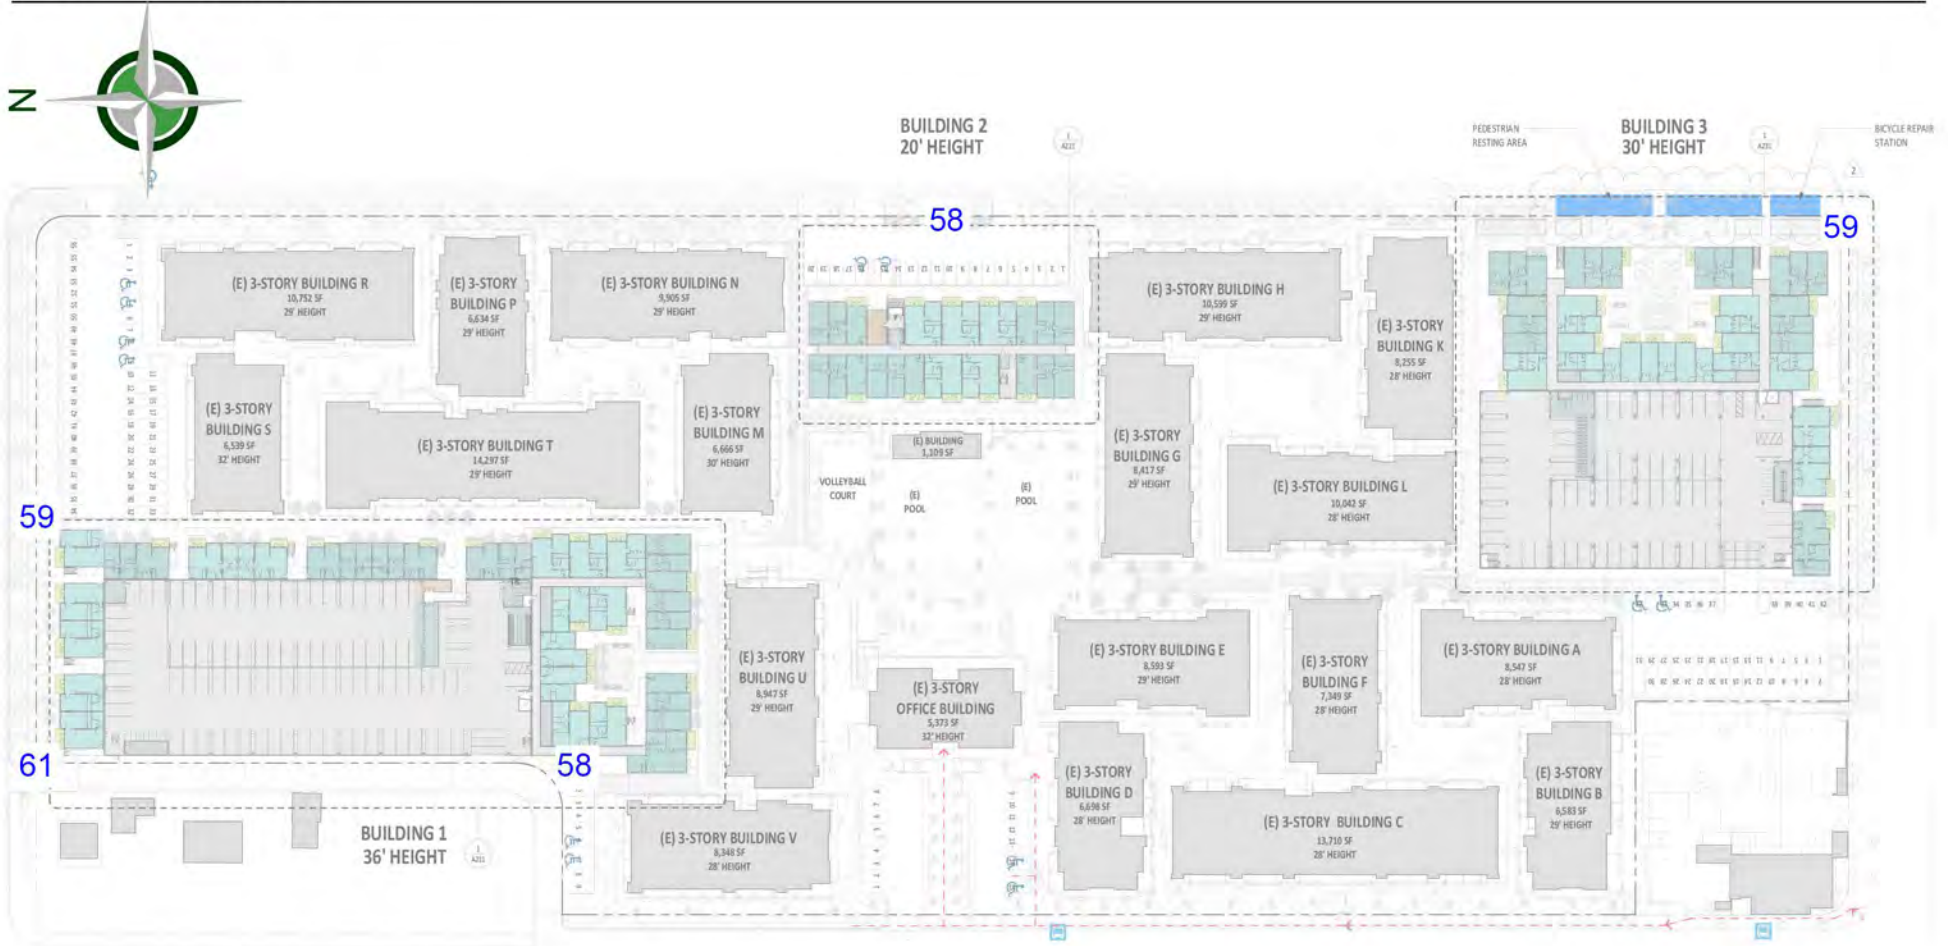 N
BUILDING 2
20' HEIGHT
1
A221
PEDESTRIAN
RESTING AREA
BUILDING 3
30' HEIGHT
1
A231
BICYCLE REPAIR
STATION
2
58
59
(E) 3-STORY BUILDING R
10,752 SF
29' HEIGHT
(E) 3-STORY
BUILDING P
6,634 SF
29' HEIGHT
(E) 3-STORY BUILDING N
9,905 SF
29' HEIGHT
(E) 3-STORY BUILDING H
10,599 SF
29' HEIGHT
(E) 3-STORY
BUILDING K
8,255 SF
28' HEIGHT
(E) 3-STORY
BUILDING S
6,539 SF
32' HEIGHT
(E) 3-STORY BUILDING T
14,297 SF
29' HEIGHT
(E) 3-STORY
BUILDING M
6,666 SF
30' HEIGHT
(E) BUILDING
1,109 SF
(E) 3-STORY
BUILDING G
8,417 SF
29' HEIGHT
(E) 3-STORY BUILDING L
10,042 SF
28' HEIGHT
VOLLEYBALL
COURT
(E)
POOL
(E)
POOL
59
(E) 3-STORY
BUILDING U
8,947 SF
29' HEIGHT
(E) 3-STORY
OFFICE BUILDING
5,373 SF
32' HEIGHT
(E) 3-STORY BUILDING E
8,593 SF
29' HEIGHT
(E) 3-STORY
BUILDING F
7,349 SF
28' HEIGHT
(E) 3-STORY BUILDING A
8,547 SF
28' HEIGHT
61
58
BUILDING 1
36' HEIGHT
1
A211
(E) 3-STORY BUILDING V
8,348 SF
28' HEIGHT
(E) 3-STORY
BUILDING D
6,698 SF
28' HEIGHT
(E) 3-STORY BUILDING C
13,710 SF
28' HEIGHT
(E) 3-STORY
BUILDING B
6,583 SF
29' HEIGHT